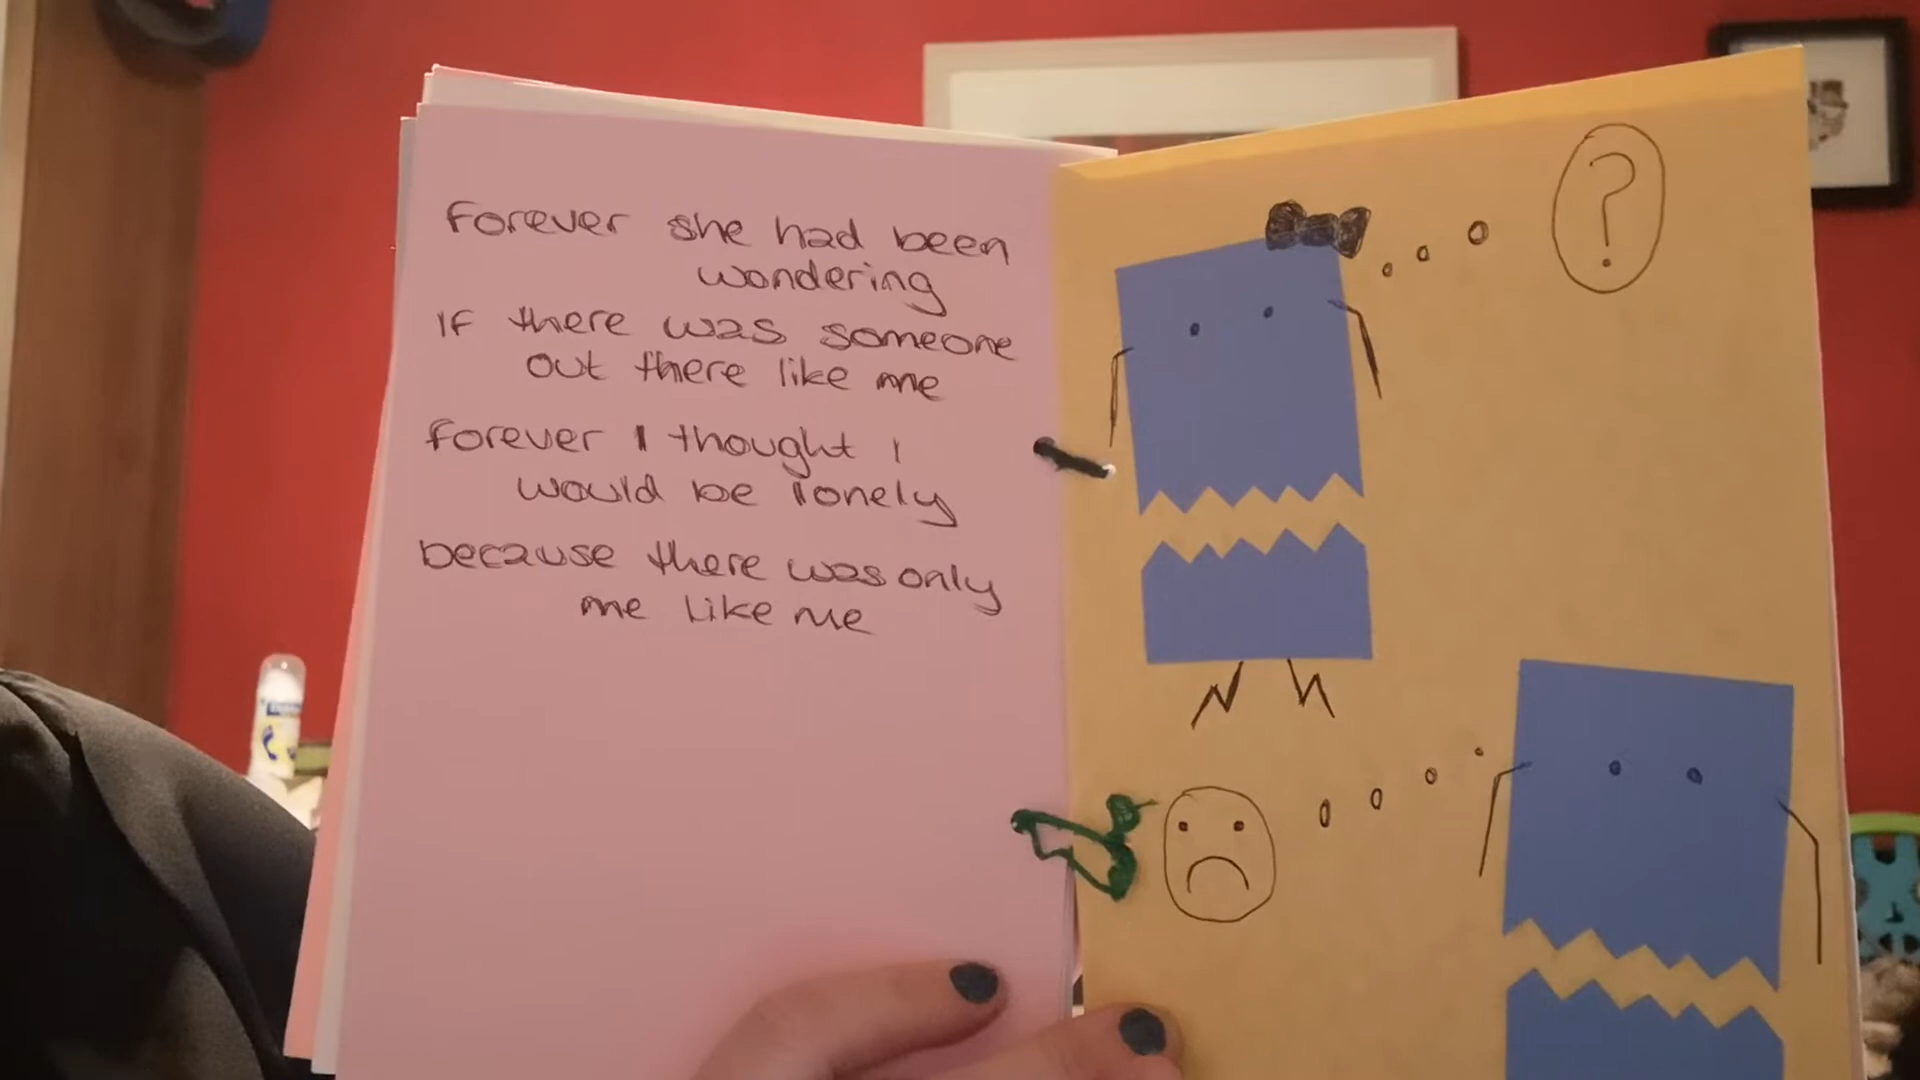 Forever she had been
wondering
If there was someone
out there like me
Forever I thought I
would be lonely
because there was only
me like me
?